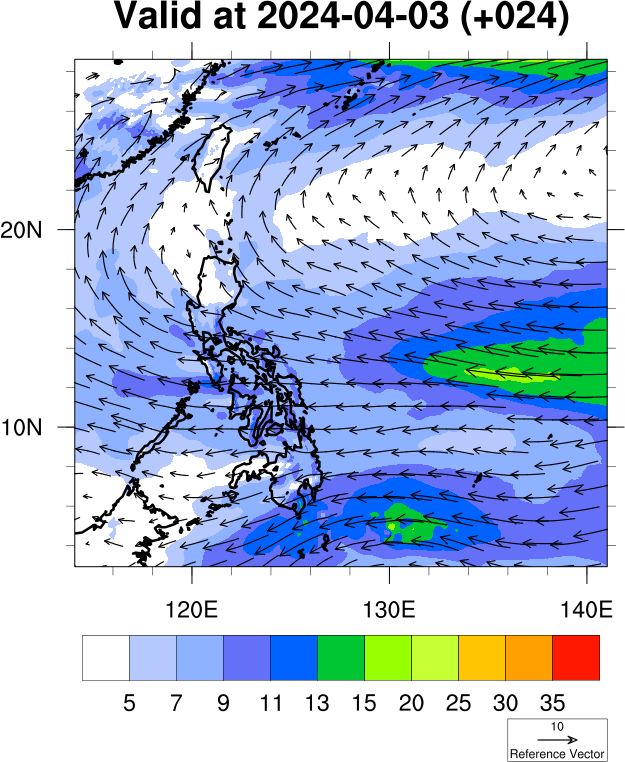 Valid at 2024-04-03 (+024)
20N
10N
120E 130E 140E
5 7 9 11 13 15 20 25 30 35
10
Reference Vector